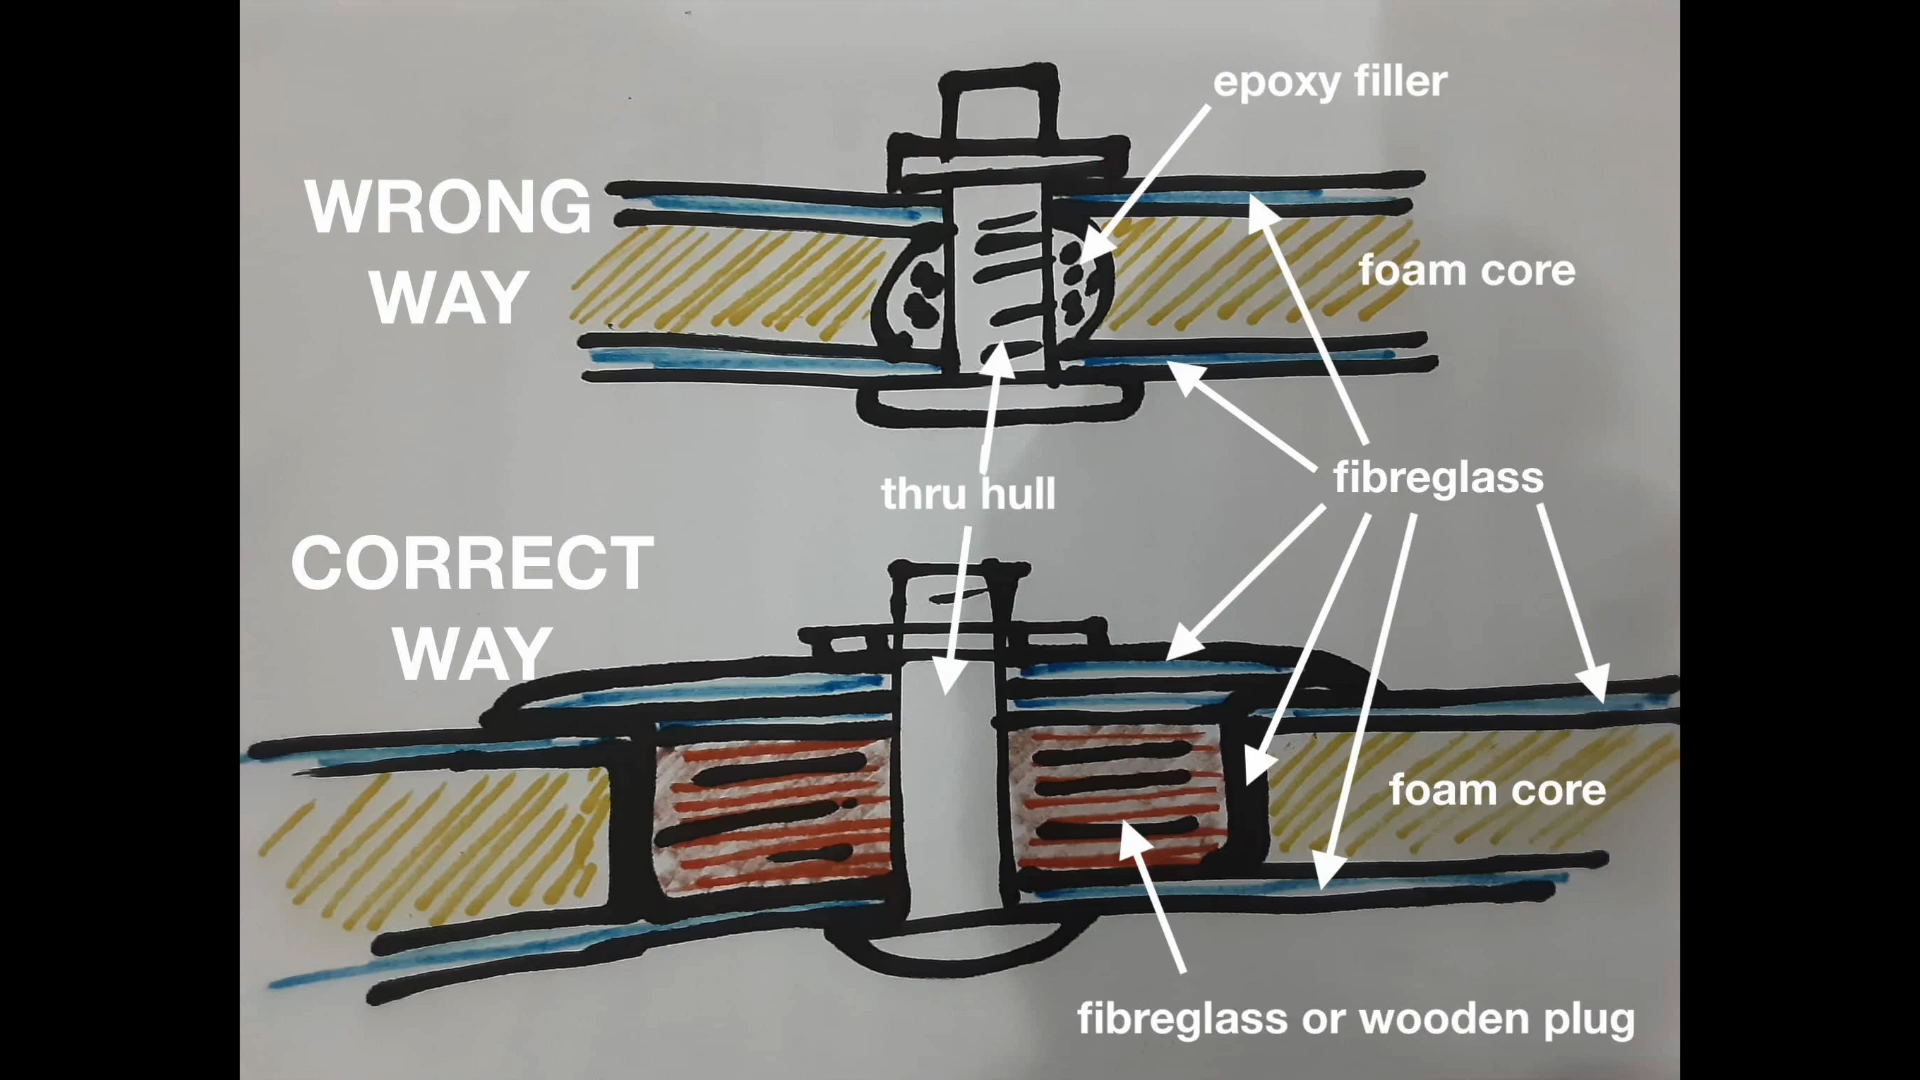 epoxy filler
WRONG
WAY
foam core
fibreglass
thru hull
CORRECT
WAY
foam core
fibreglass or wooden plug